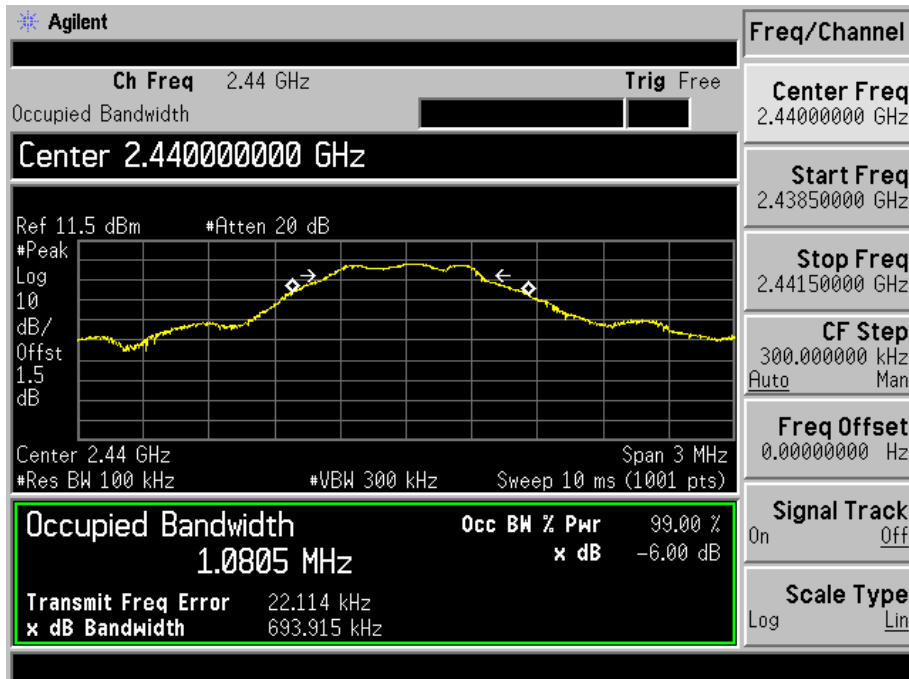 Agilent
Ch Freq 2.44 GHz Trig Free
Occupied Bandwidth
Center 2.440000000 GHz
Ref 11.5 dBm #Atten 20 dB
#Peak
Log
10
dB/
Offst
1.5
dB
Center 2.44 GHz Span 3 MHz
#Res BW 100 kHz #VBW 300 kHz Sweep 10 ms (1001 pts)
Occupied Bandwidth Occ BW % Pwr 99.00 %
1.0805 MHz x dB -6.00 dB
Transmit Freq Error 22.114 kHz
x dB Bandwidth 693.915 kHz
Freq/Channel
Center Freq
2.44000000 GHz
Start Freq
2.43850000 GHz
Stop Freq
2.44150000 GHz
CF Step
300.000000 kHz
Auto Man
Freq Offset
0.00000000 Hz
Signal Track
On Off
Scale Type
Log Lin